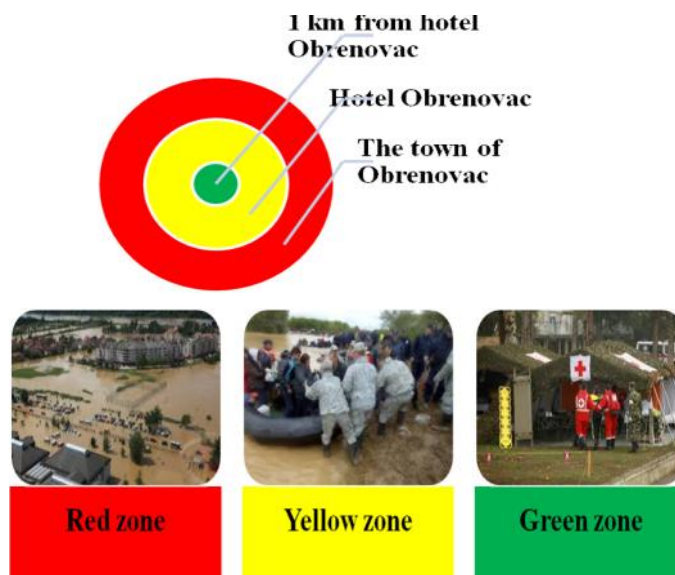 1 km from hotel
Obrenovac
Hotel Obrenovac
The town of
Obrenovac
Red zone
Yellow zone
Green zone